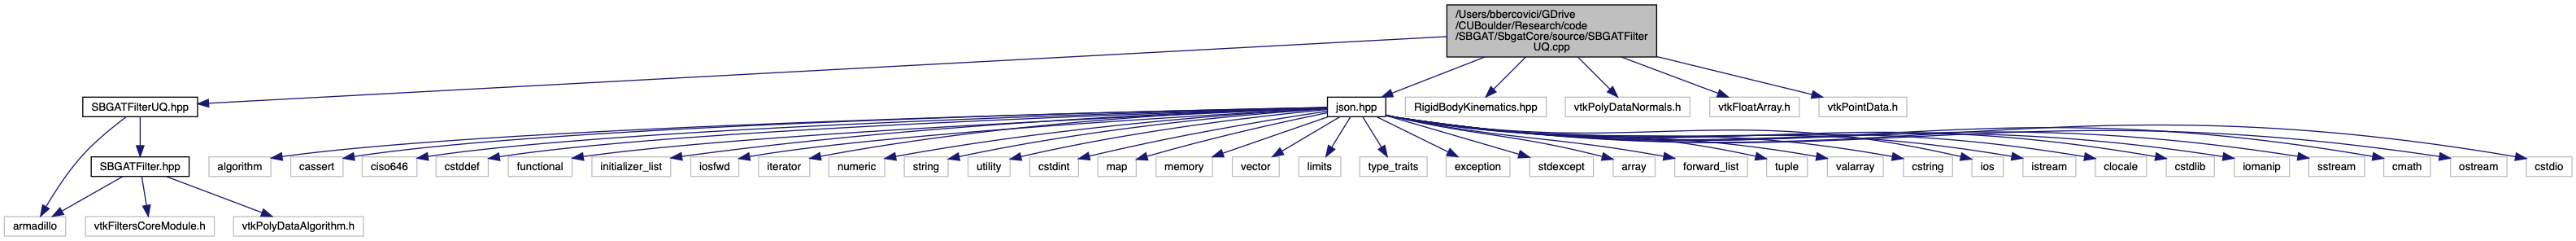 /Users/bbercovici/GDrive
/CUBoulder/Research/code
/SBGAT/SbgatCore/source/SBGATFilter
UQ.cpp
SBGATFilterUQ.hpp
json.hpp
RigidBodyKinematics.hpp
vtkPolyDataNormals.h
vtkFloatArray.h
vtkPointData.h
SBGATFilter.hpp
algorithm
cassert
ciso646
cstddef
functional
initializer_list
iosfwd
iterator
numeric
string
utility
cstdint
map
memory
vector
limits
type_traits
exception
stdexcept
array
forward_list
tuple
valarray
cstring
ios
istream
clocale
cstdlib
iomanip
sstream
cmath
ostream
cstdio
armadillo
vtkFiltersCoreModule.h
vtkPolyDataAlgorithm.h